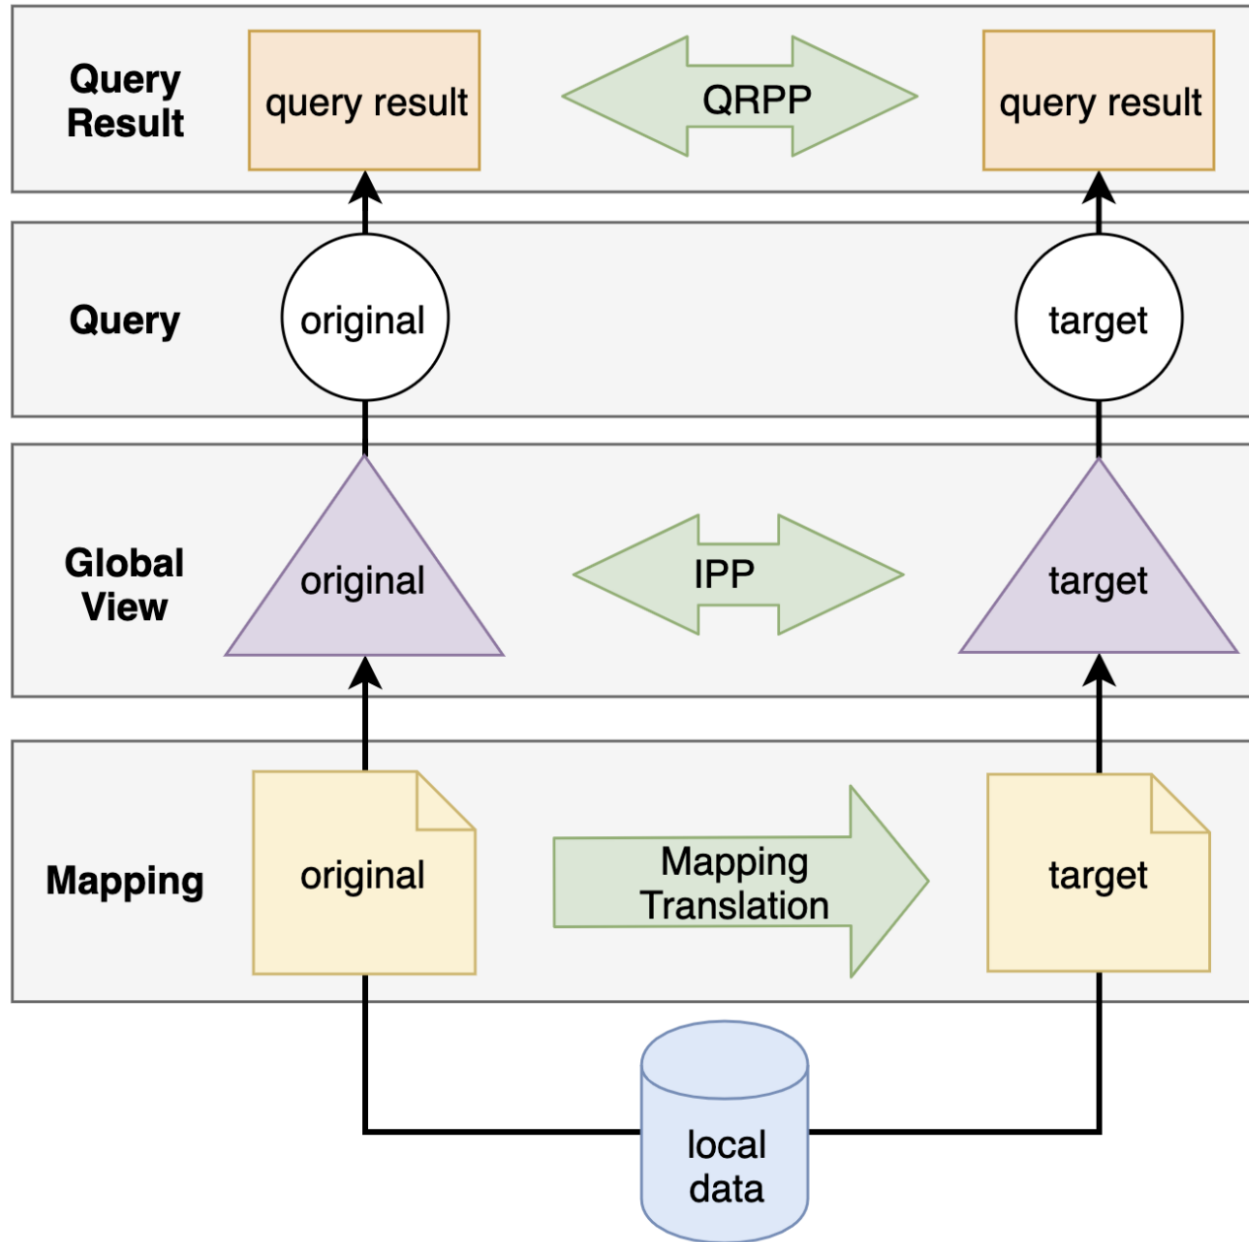 Query
Result
query result
QRPP
query result
Query
original
target
Global
View
original
IPP
target
Mapping
original
Mapping
Translation
target
local
data